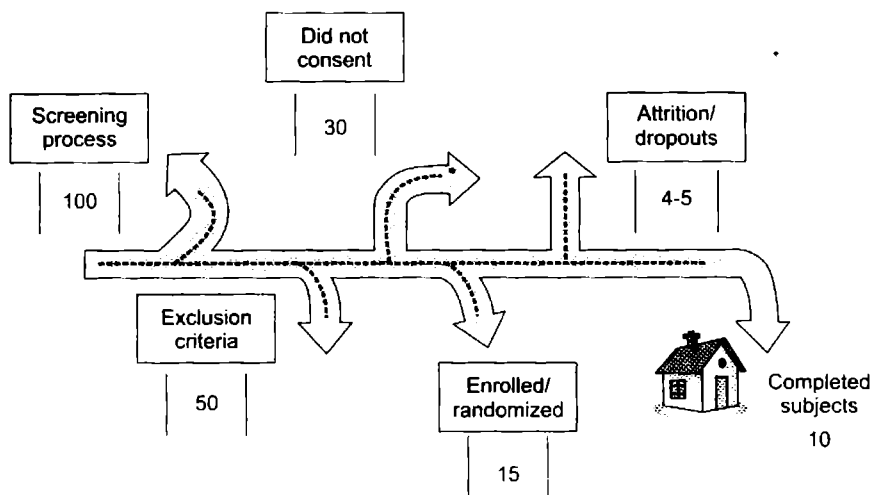 Did not
consent
30
Screening
process
100
Attrition/
dropouts
4-5
Exclusion
criteria
50
Enrolled/
randomized
15
Completed
subjects
10